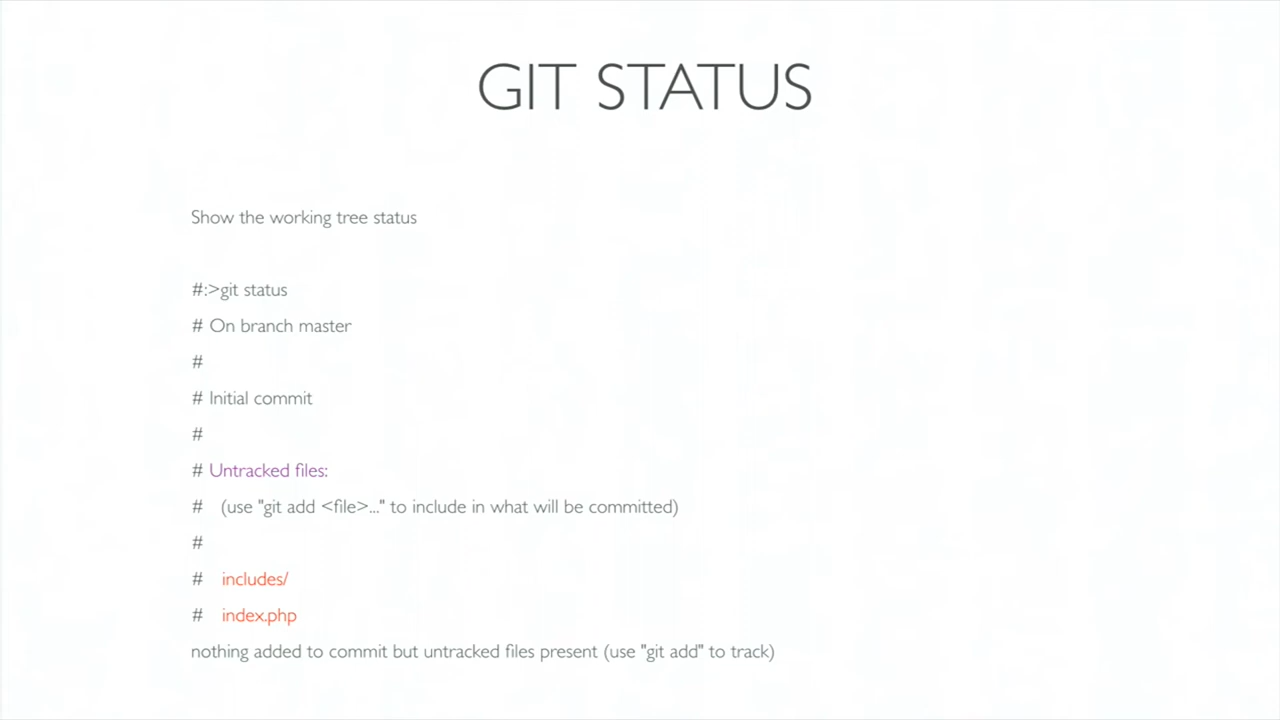 GIT STATUS
Show the working tree status
#:>git status
# On branch master
#
# Initial commit
#
# Untracked files:
#   (use "git add <file>..." to include in what will be committed)
#
#   includes/
#   index.php
nothing added to commit but untracked files present (use "git add" to track)